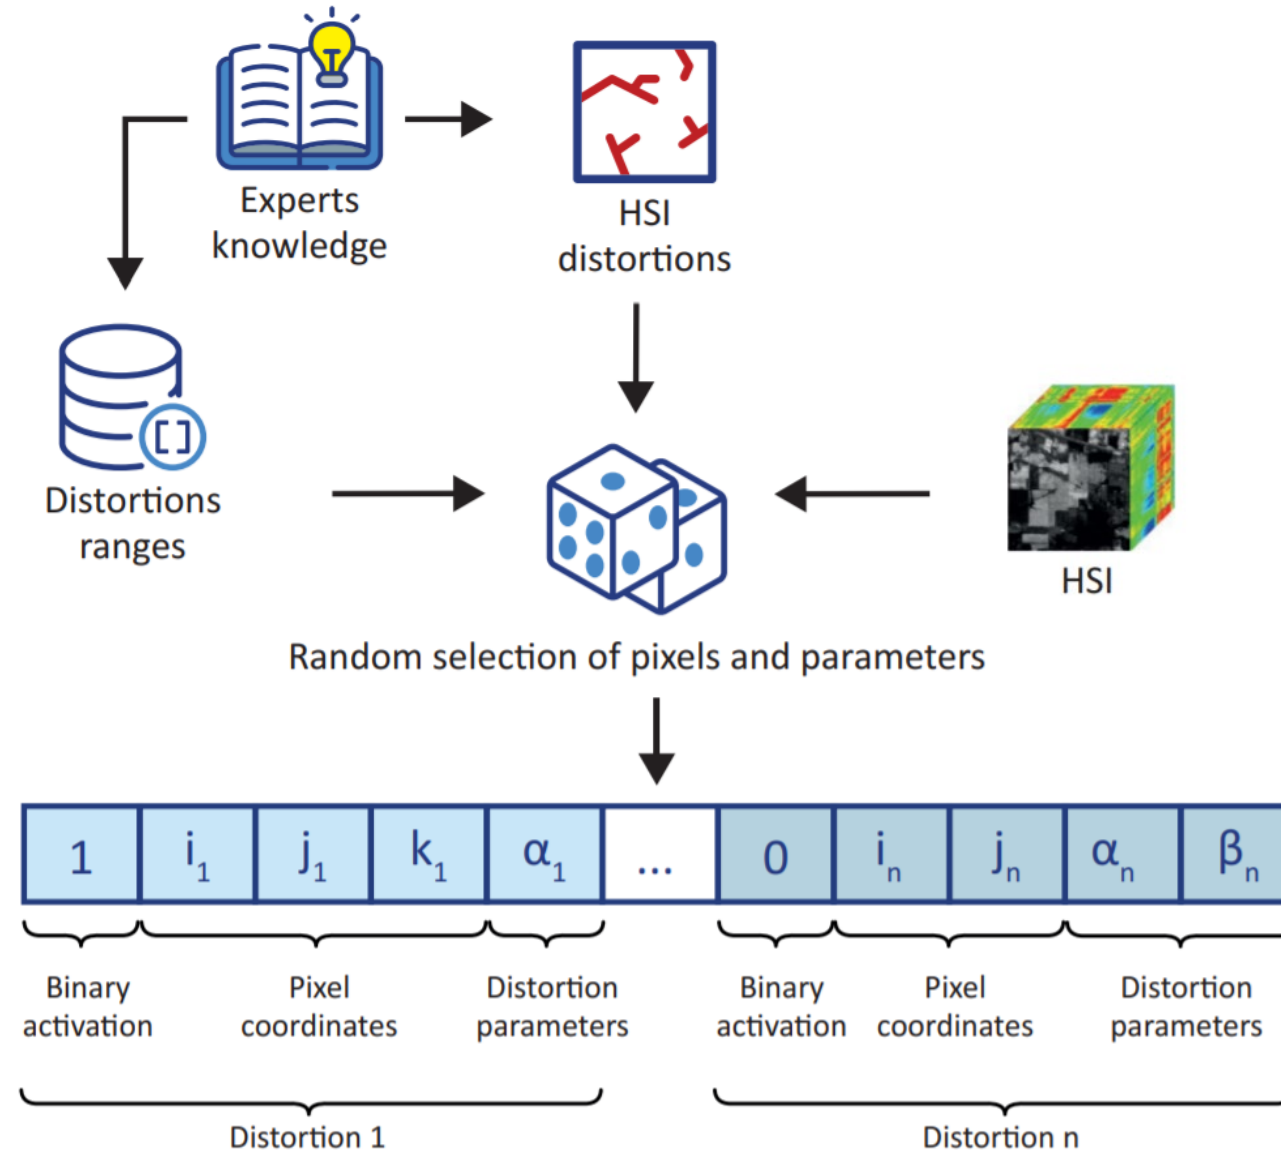 Experts
knowledge
HSI
distortions
Distortions
ranges
[ ]
HSI
Random selection of pixels and parameters
1 i₁ j₁ k₁ α₁ ... 0 iₙ jₙ αₙ βₙ
Binary
activation
Pixel
coordinates
Distortion
parameters
Binary
activation
Pixel
coordinates
Distortion
parameters
Distortion 1
Distortion n